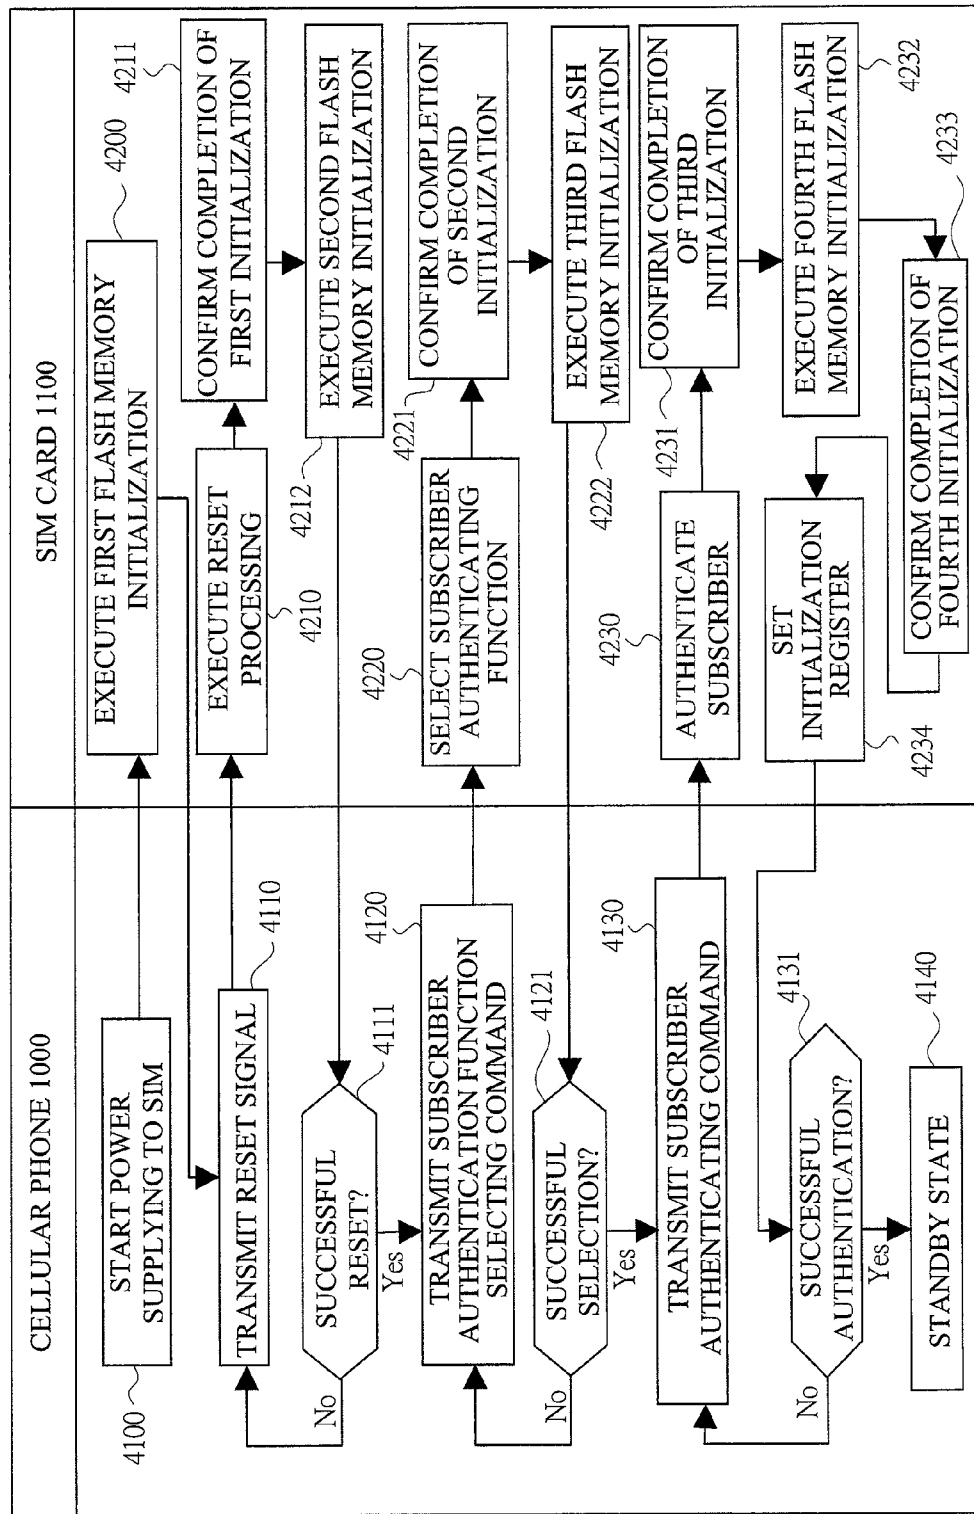 CELLULAR PHONE 1000
SIM CARD 1100
START POWER
SUPPLYING TO SIM
4100
EXECUTE FIRST FLASH MEMORY
INITIALIZATION
4200
TRANSMIT RESET SIGNAL
4110
EXECUTE RESET
PROCESSING
4210
CONFIRM COMPLETION OF
FIRST INITIALIZATION
4211
EXECUTE SECOND FLASH
MEMORY INITIALIZATION
4212
SUCCESSFUL
RESET?
4111
No
Yes
TRANSMIT SUBSCRIBER
AUTHENTICATION FUNCTION
SELECTING COMMAND
4120
SELECT SUBSCRIBER
AUTHENTICATING
FUNCTION
4220
CONFIRM COMPLETION
OF SECOND
INITIALIZATION
4221
EXECUTE THIRD FLASH
MEMORY INITIALIZATION
4222
SUCCESSFUL
SELECTION?
4121
No
Yes
TRANSMIT SUBSCRIBER
AUTHENTICATING COMMAND
4130
AUTHENTICATE
SUBSCRIBER
4230
CONFIRM COMPLETION
OF THIRD
INITIALIZATION
4231
EXECUTE FOURTH FLASH
MEMORY INITIALIZATION
4232
CONFIRM COMPLETION OF
FOURTH INITIALIZATION
4233
SET
INITIALIZATION
REGISTER
4234
SUCCESSFUL
AUTHENTICATION?
4131
No
Yes
STANDBY STATE
4140